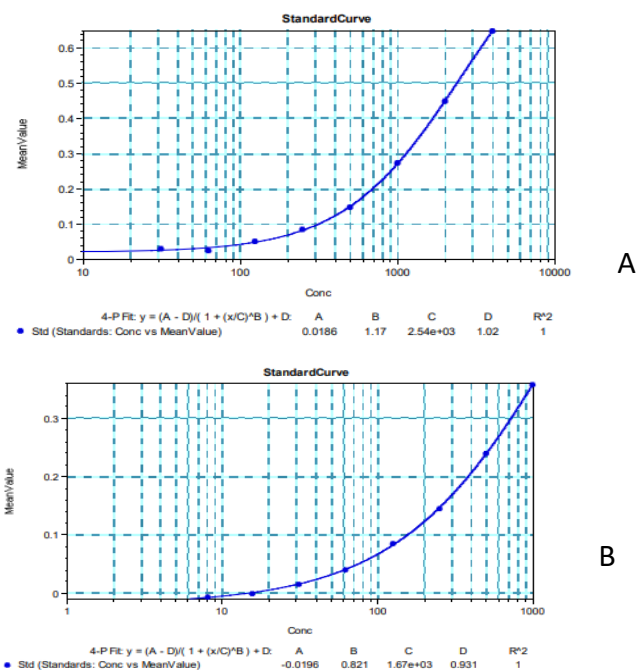 StandardCurve
0.6
0.5
0.4
0.3
0.2
0.1
0
MeanValue
10 100 1000 10000
Conc
A
4-P Fit: y = (A - D)/( 1 + (x/C)^B ) + D: A B C D R^2
Std (Standards: Conc vs MeanValue) 0.0186 1.17 2.54e+03 1.02 1
StandardCurve
0.3
0.2
0.1
0
MeanValue
1 10 100 1000
Conc
B
4-P Fit: y = (A - D)/( 1 + (x/C)^B ) + D: A B C D R^2
Std (Standards: Conc vs MeanValue) -0.0196 0.821 1.67e+03 0.931 1